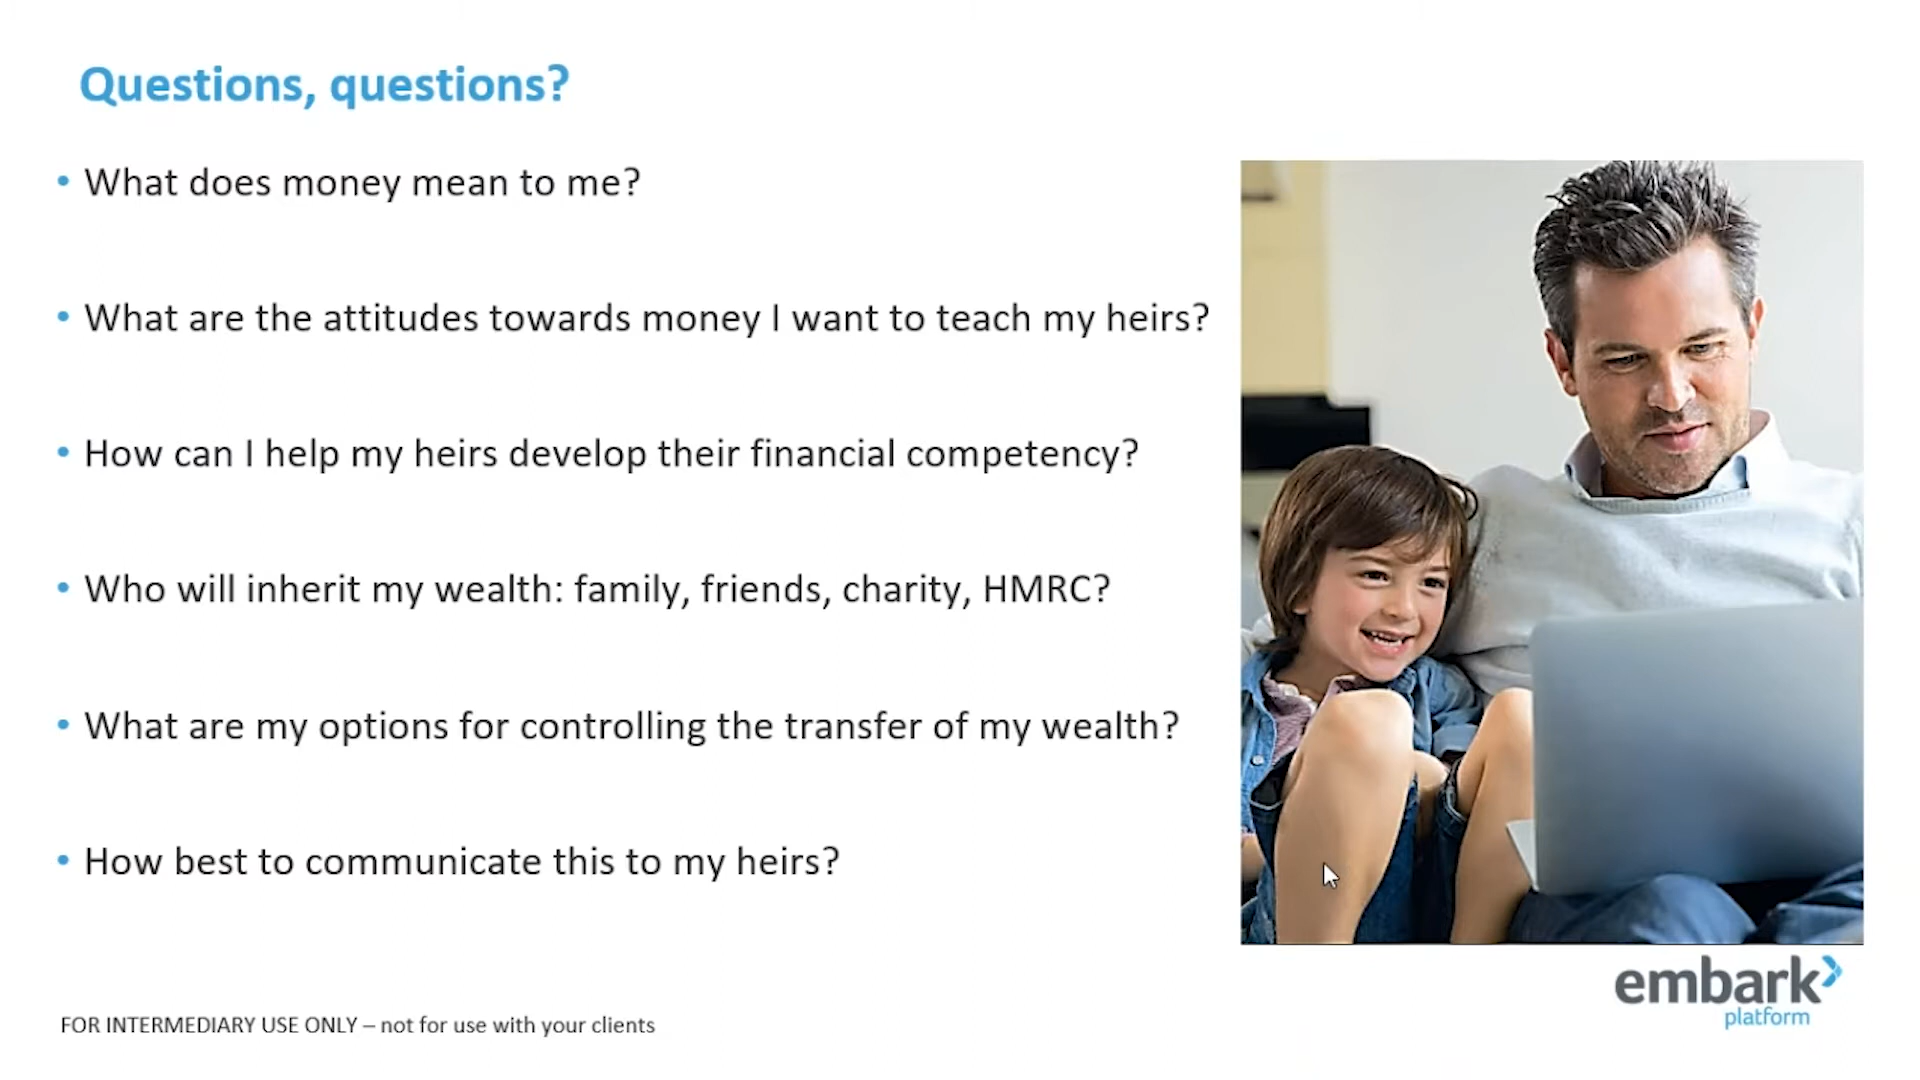 Questions, questions?
• What does money mean to me?
• What are the attitudes towards money I want to teach my heirs?
• How can I help my heirs develop their financial competency?
• Who will inherit my wealth: family, friends, charity, HMRC?
• What are my options for controlling the transfer of my wealth?
• How best to communicate this to my heirs?
embark
platform
FOR INTERMEDIARY USE ONLY – not for use with your clients